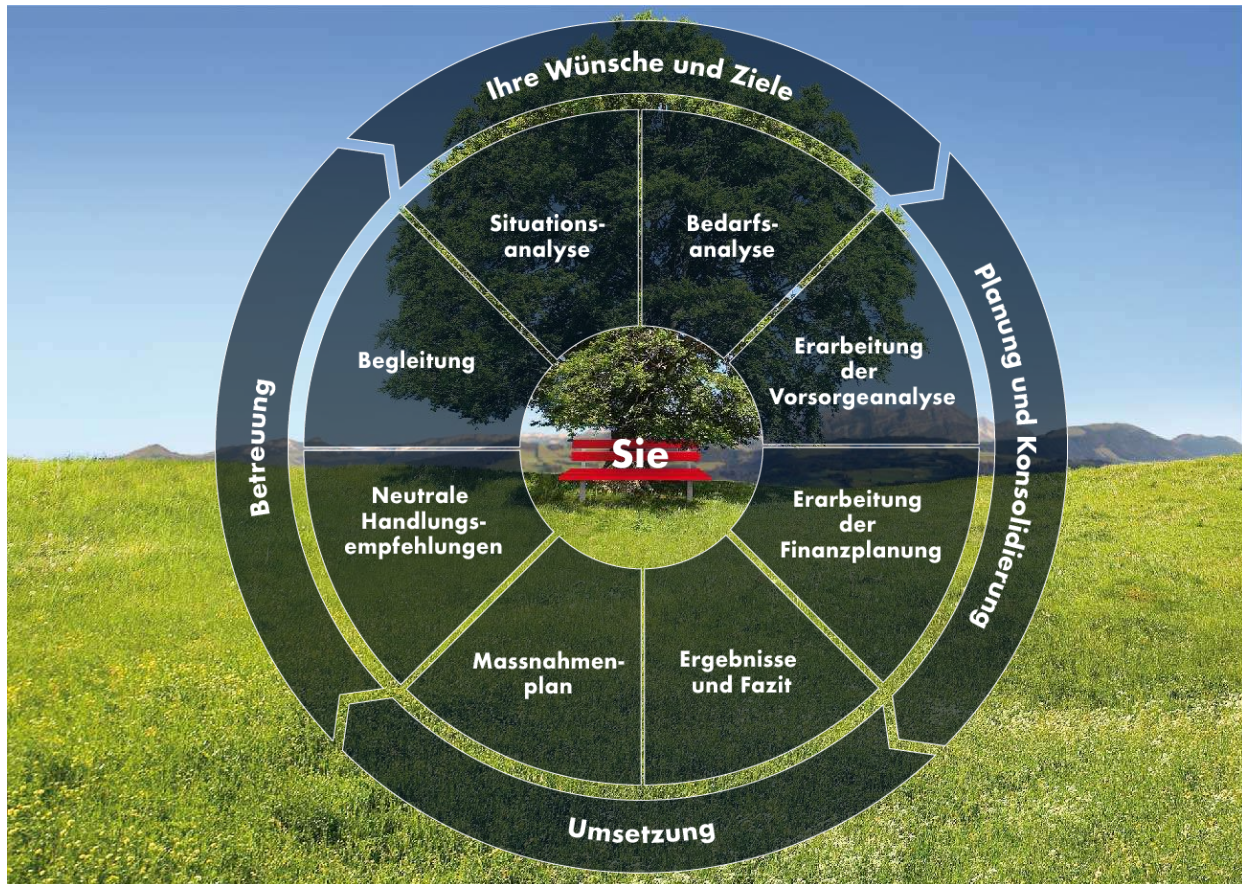 Ihre Wünsche und Ziele
Situations-
analyse
Bedarfs-
analyse
Planung und Konsolidierung
Erarbeitung
der
Vorsorgeanalyse
Erarbeitung
der
Finanzplanung
Umsetzung
Ergebnisse
und Fazit
Massnahmen-
plan
Betreuung
Neutrale
Handlungs-
empfehlungen
Begleitung
Sie